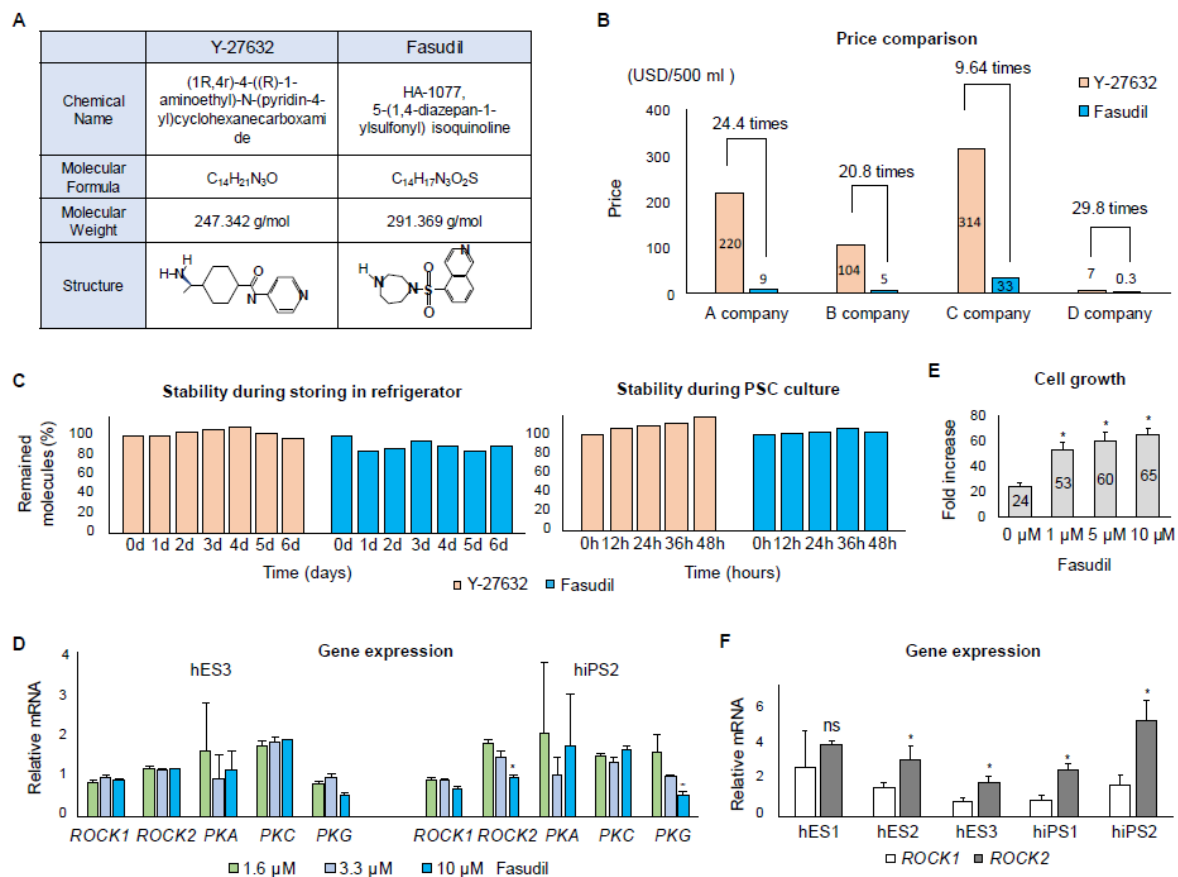 A
Y-27632 Fasudil
Chemical Name
(1R,4r)-4-((R)-1-
aminoethyl)-N-(pyridin-4-
yl)cyclohexanecarboxami
de
HA-1077,
5-(1,4-diazepan-1-
ylsulfonyl) isoquinoline
Molecular Formula
C14H21N3O
C14H17N3O2S
Molecular Weight
247.342 g/mol
291.369 g/mol
Structure
H
N
H
O
N
N
H
N
N
S
O
O
N
B
Price comparison
(USD/500 ml )
Y-27632
Fasudil
Price
400
300
200
100
0
24.4 times
20.8 times
9.64 times
29.8 times
220
9
104
5
314
33
7
0.3
A company B company C company D company
C
Stability during storing in refrigerator
Remained
molecules (%)
100
80
60
40
20
0
0d 1d 2d 3d 4d 5d 6d
0d 1d 2d 3d 4d 5d 6d
Time (days)
Stability during PSC culture
100
80
60
40
20
0
0h 12h 24h 36h 48h
0h 12h 24h 36h 48h
Time (hours)
Y-27632 Fasudil
E
Cell growth
Fold increase
80
60
40
20
0
24
*
53
*
60
*
65
0 µM 1 µM 5 µM 10 µM
Fasudil
D
Gene expression
hES3
hiPS2
Relative mRNA
4
3
2
1
0
*
*
ROCK1 ROCK2 PKA PKC PKG
ROCK1 ROCK2 PKA PKC PKG
1.6 µM 3.3 µM 10 µM Fasudil
F
Gene expression
Relative mRNA
6
4
2
0
ns
*
*
*
*
hES1 hES2 hES3 hiPS1 hiPS2
ROCK1 ROCK2